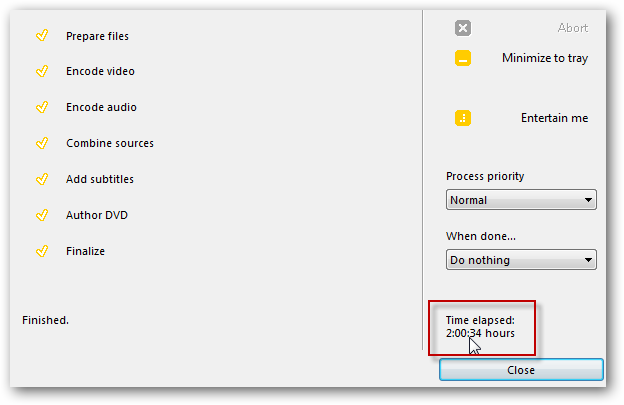 Prepare files
Encode video
Encode audio
Combine sources
Add subtitles
Author DVD
Finalize
Finished.
Abort
Minimize to tray
Entertain me
Process priority
Normal
When done...
Do nothing
Time elapsed:
2:00:34 hours
Close